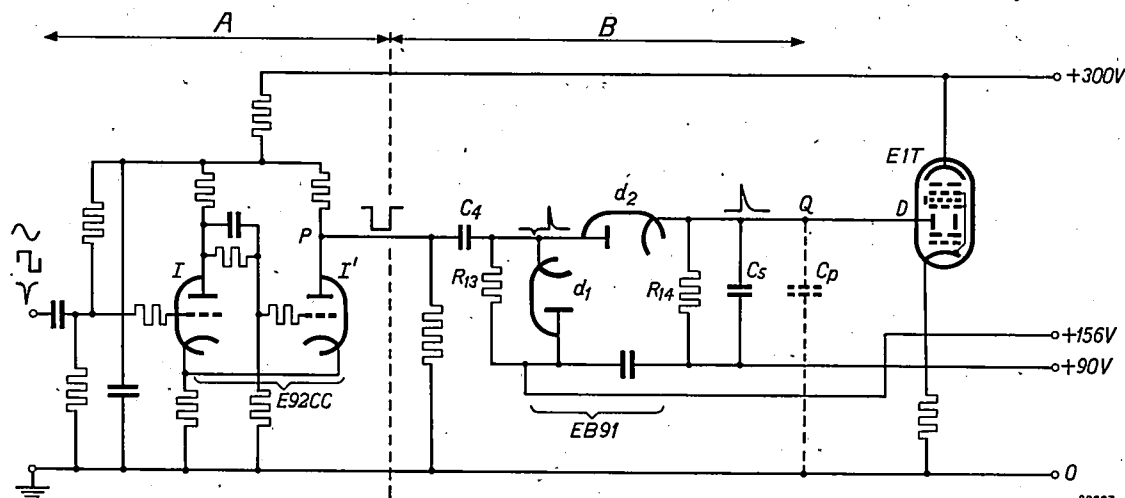 A
B
+300V
E1T
P
C4
d2
Q
D
I
I'
R13
d1
R14
Cs
Cp
+156V
+90V
E92CC
EB91
0